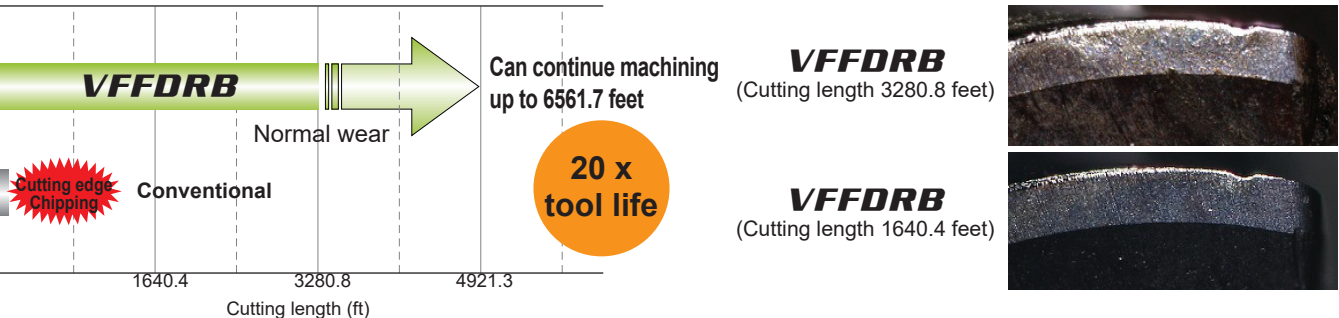 VFFDRB
Can continue machining
up to 6561.7 feet
Normal wear
Cutting edge
Chipping
Conventional
20 x
tool life
1640.4
3280.8
4921.3
Cutting length (ft)
VFFDRB
(Cutting length 3280.8 feet)
VFFDRB
(Cutting length 1640.4 feet)